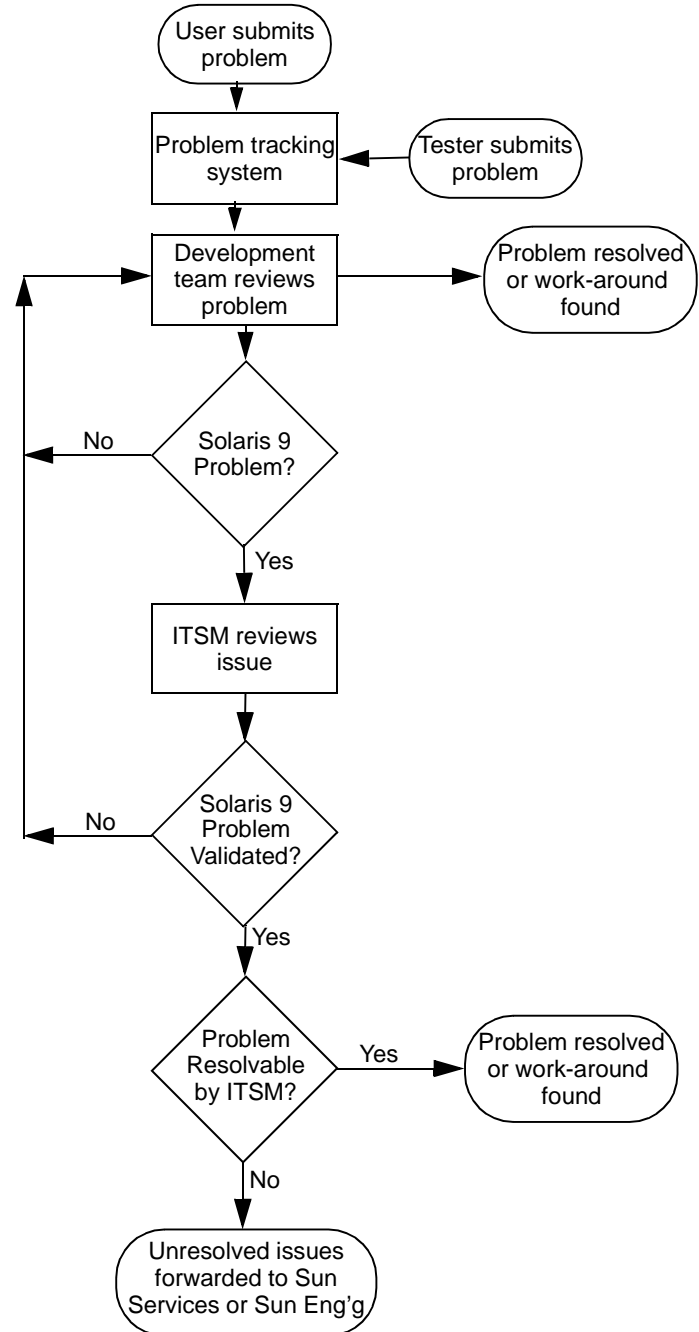 User submits
problem
Problem tracking
system
Tester submits
problem
Development
team reviews
problem
Problem resolved
or work-around
found
No
Solaris 9
Problem?
Yes
ITSM reviews
issue
No
Solaris 9
Problem
Validated?
Yes
Problem
Resolvable
by ITSM?
Yes
Problem resolved
or work-around
found
No
Unresolved issues
forwarded to Sun
Services or Sun Eng'g